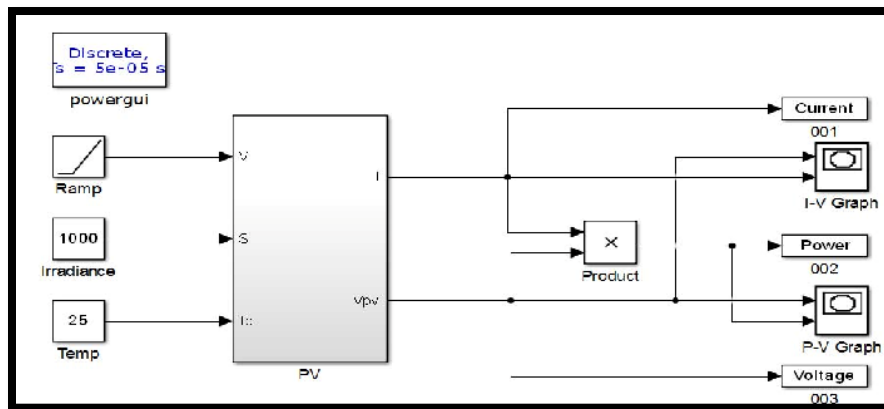 Discrete,
s = 5e-05 s
powergui
Ramp
1000
Irradiance
25
Temp
V
S
I
Vpv
PV
×
Product
Current
001
I-V Graph
Power
002
P-V Graph
Voltage
003